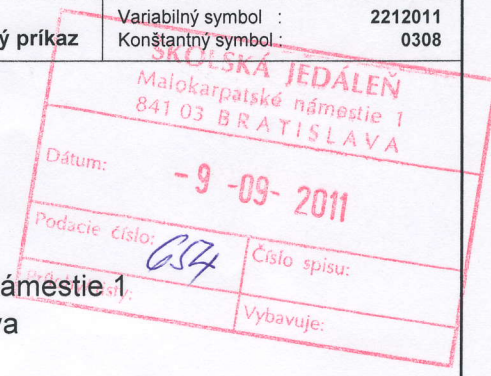 Variabilný symbol : 2212011
ý príkaz Konštantný symbol : 0308
ŠKOLSKÁ JEDÁLEŇ
Malokarpatské námestie 1
841 03 BRATISLAVA
Dátum: - 9 -09- 2011
Podacie číslo: 654
Číslo spisu:
ámestie 1
Vybavuje:
va